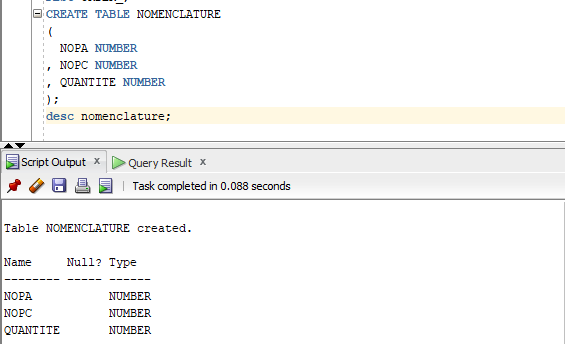 CREATE TABLE NOMENCLATURE
(
NOPA NUMBER
, NOPC NUMBER
, QUANTITE NUMBER
);
desc nomenclature;
Script Output x Query Result x
Task completed in 0.088 seconds
Table NOMENCLATURE created.
Name Null? Type
-------- ----- ------
NOPA NUMBER
NOPC NUMBER
QUANTITE NUMBER